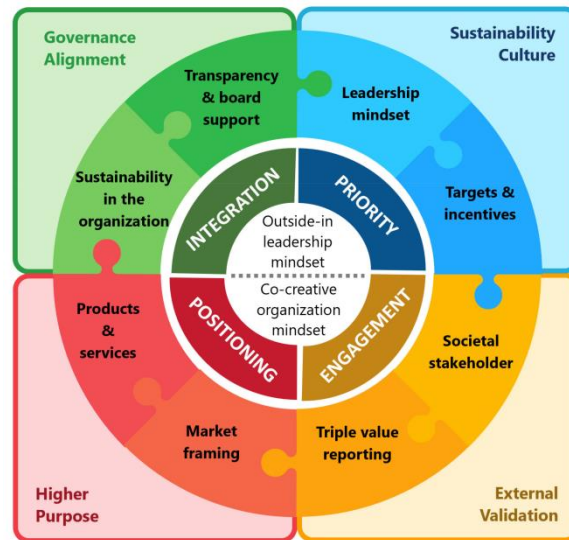 Governance
Alignment
Sustainability
Culture
Transparency
& board
support
Leadership
mindset
Sustainability
in the
organization
Targets &
incentives
INTEGRATION
PRIORITY
Outside-in
leadership
mindset
Co-creative
organization
mindset
POSITIONING
ENGAGEMENT
Products
&
services
Societal
stakeholder
Market
framing
Triple value
reporting
Higher
Purpose
External
Validation